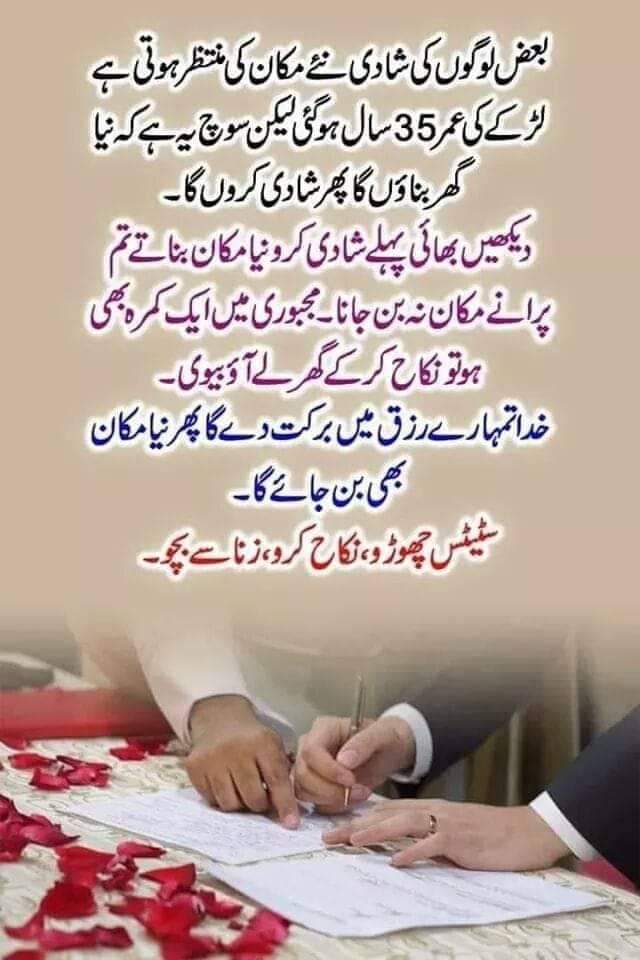 بعض لوگوں کی شادی نئے مکان کی منتظر ہوتی ہے
لڑکے کی عمر 35 سال ہو گئی لیکن سوچ یہ ہے کہ نیا
گھر بناؤں گا پھر شادی کروں گا۔
دیکھیں بھائی پہلے شادی کرو نیا مکان بناتے تم
پرانے مکان نہ بن جانا۔ مجبوری میں ایک کمرہ بھی
ہو تو نکاح کر کے گھر لے آؤ بیوی۔
خدا تمہارے رزق میں برکت دے گا پھر نیا مکان
بھی بن جائے گا۔
سٹیٹس چھوڑو، نکاح کرو، زنا سے بچو۔